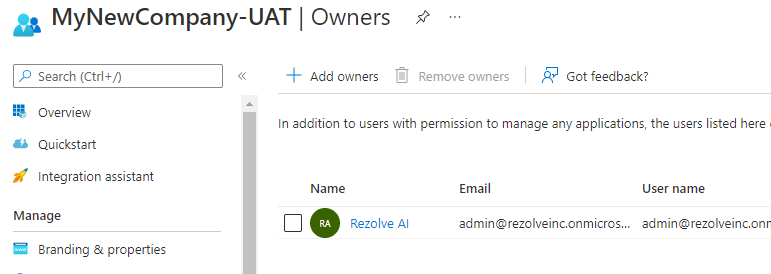 MyNewCompany-UAT | Owners
Search (Ctrl+/)
Add owners
Remove owners
Got feedback?
Overview
Quickstart
Integration assistant
Manage
Branding & properties
In addition to users with permission to manage any applications, the users listed here
Name Email User name
RA Rezolve AI admin@rezolveinc.onmicros... admin@rezolveinc.onm